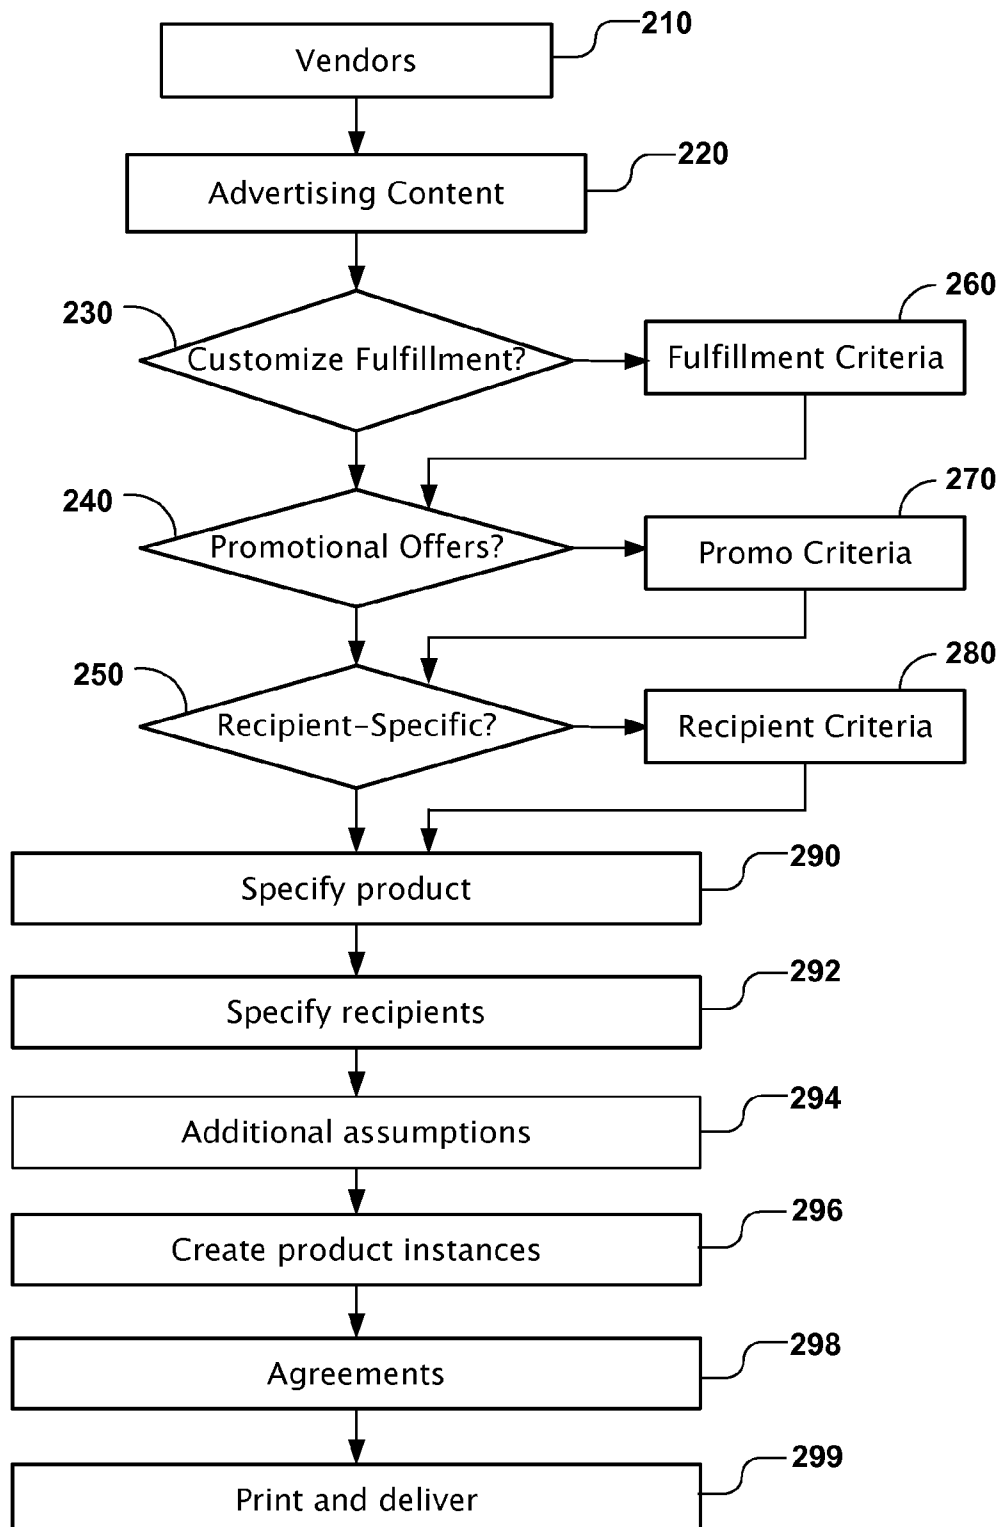 210
Vendors
220
Advertising Content
230
Customize Fulfillment?
260
Fulfillment Criteria
240
Promotional Offers?
270
Promo Criteria
250
Recipient-Specific?
280
Recipient Criteria
290
Specify product
292
Specify recipients
294
Additional assumptions
296
Create product instances
298
Agreements
299
Print and deliver